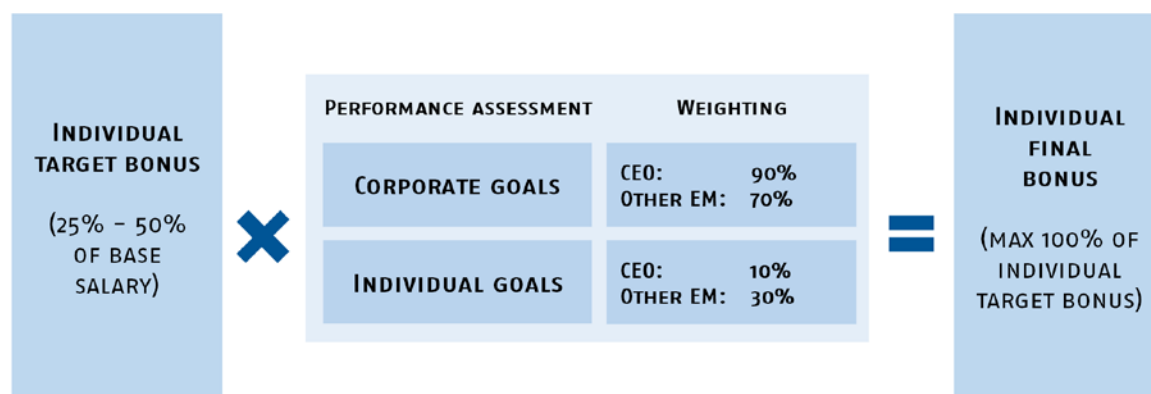 INDIVIDUAL
TARGET BONUS
(25% – 50%
OF BASE
SALARY)
PERFORMANCE ASSESSMENT
WEIGHTING
CORPORATE GOALS
CEO: 90%
OTHER EM: 70%
INDIVIDUAL GOALS
CEO: 10%
OTHER EM: 30%
INDIVIDUAL
FINAL
BONUS
(MAX 100% OF
INDIVIDUAL
TARGET BONUS)